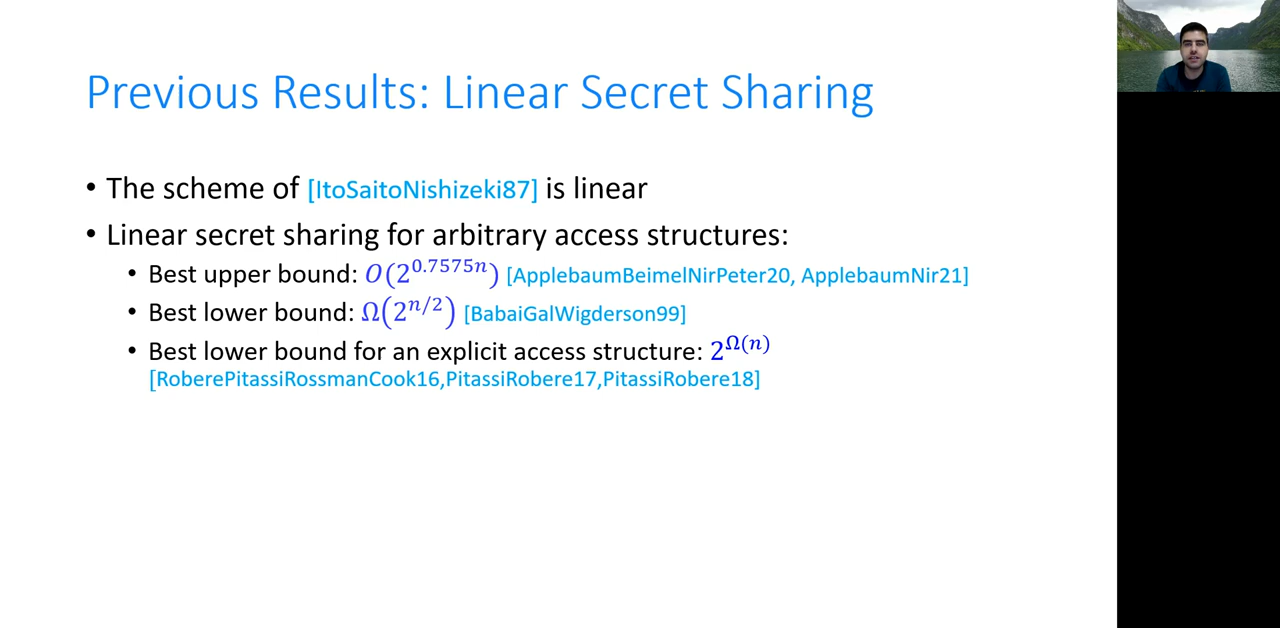 Previous Results: Linear Secret Sharing
• The scheme of [ItoSaitoNishizeki87] is linear
• Linear secret sharing for arbitrary access structures:
• Best upper bound: O(2^{0.7575n}) [ApplebaumBeimelNirPeter20, ApplebaumNir21]
• Best lower bound: Ω(2^{n/2}) [BabaiGalWigderson99]
• Best lower bound for an explicit access structure: 2^{Ω(n)}
[RoberePitassiRossmanCook16,PitassiRobere17,PitassiRobere18]